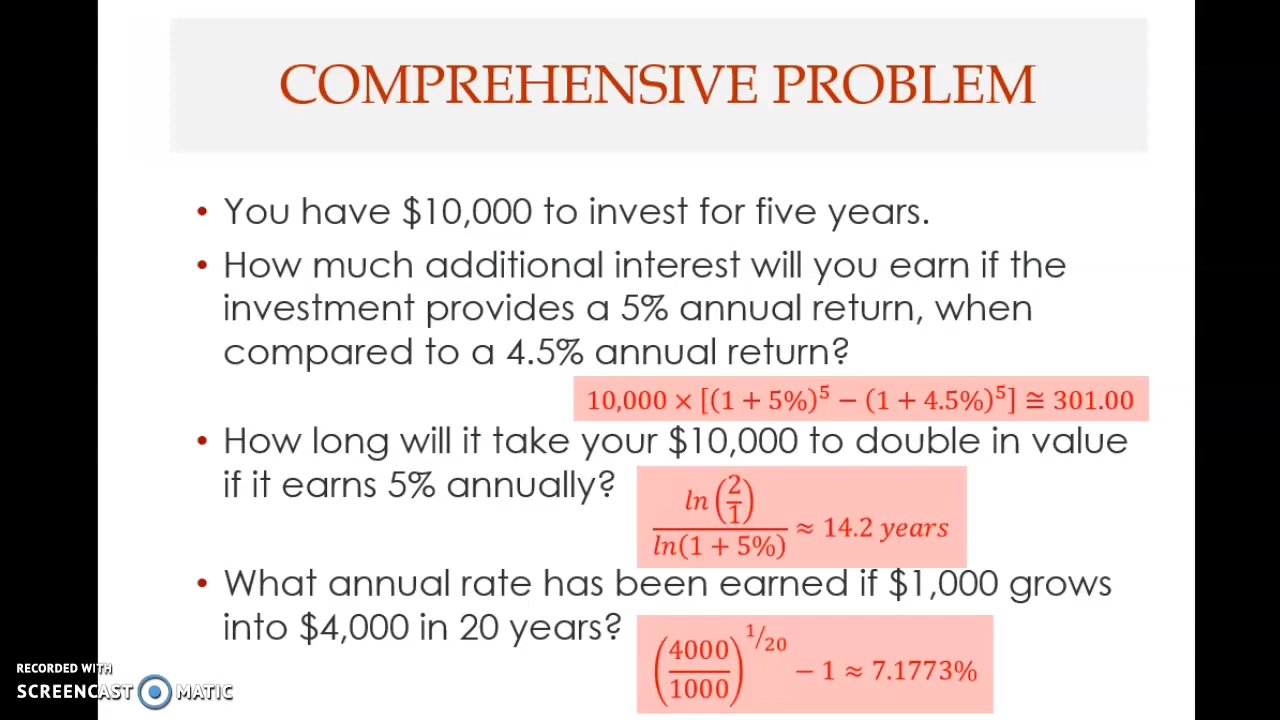 COMPREHENSIVE PROBLEM
• You have $10,000 to invest for five years.
• How much additional interest will you earn if the
investment provides a 5% annual return, when
compared to a 4.5% annual return?
10,000 × [(1 + 5%)⁵ − (1 + 4.5%)⁵] ≅ 301.00
• How long will it take your $10,000 to double in value
if it earns 5% annually?
ln(2/1) / ln(1 + 5%) ≈ 14.2 years
• What annual rate has been earned if $1,000 grows
into $4,000 in 20 years?
(4000/1000)^1/20 − 1 ≈ 7.1773%
RECORDED WITH
SCREENCAST MATIC